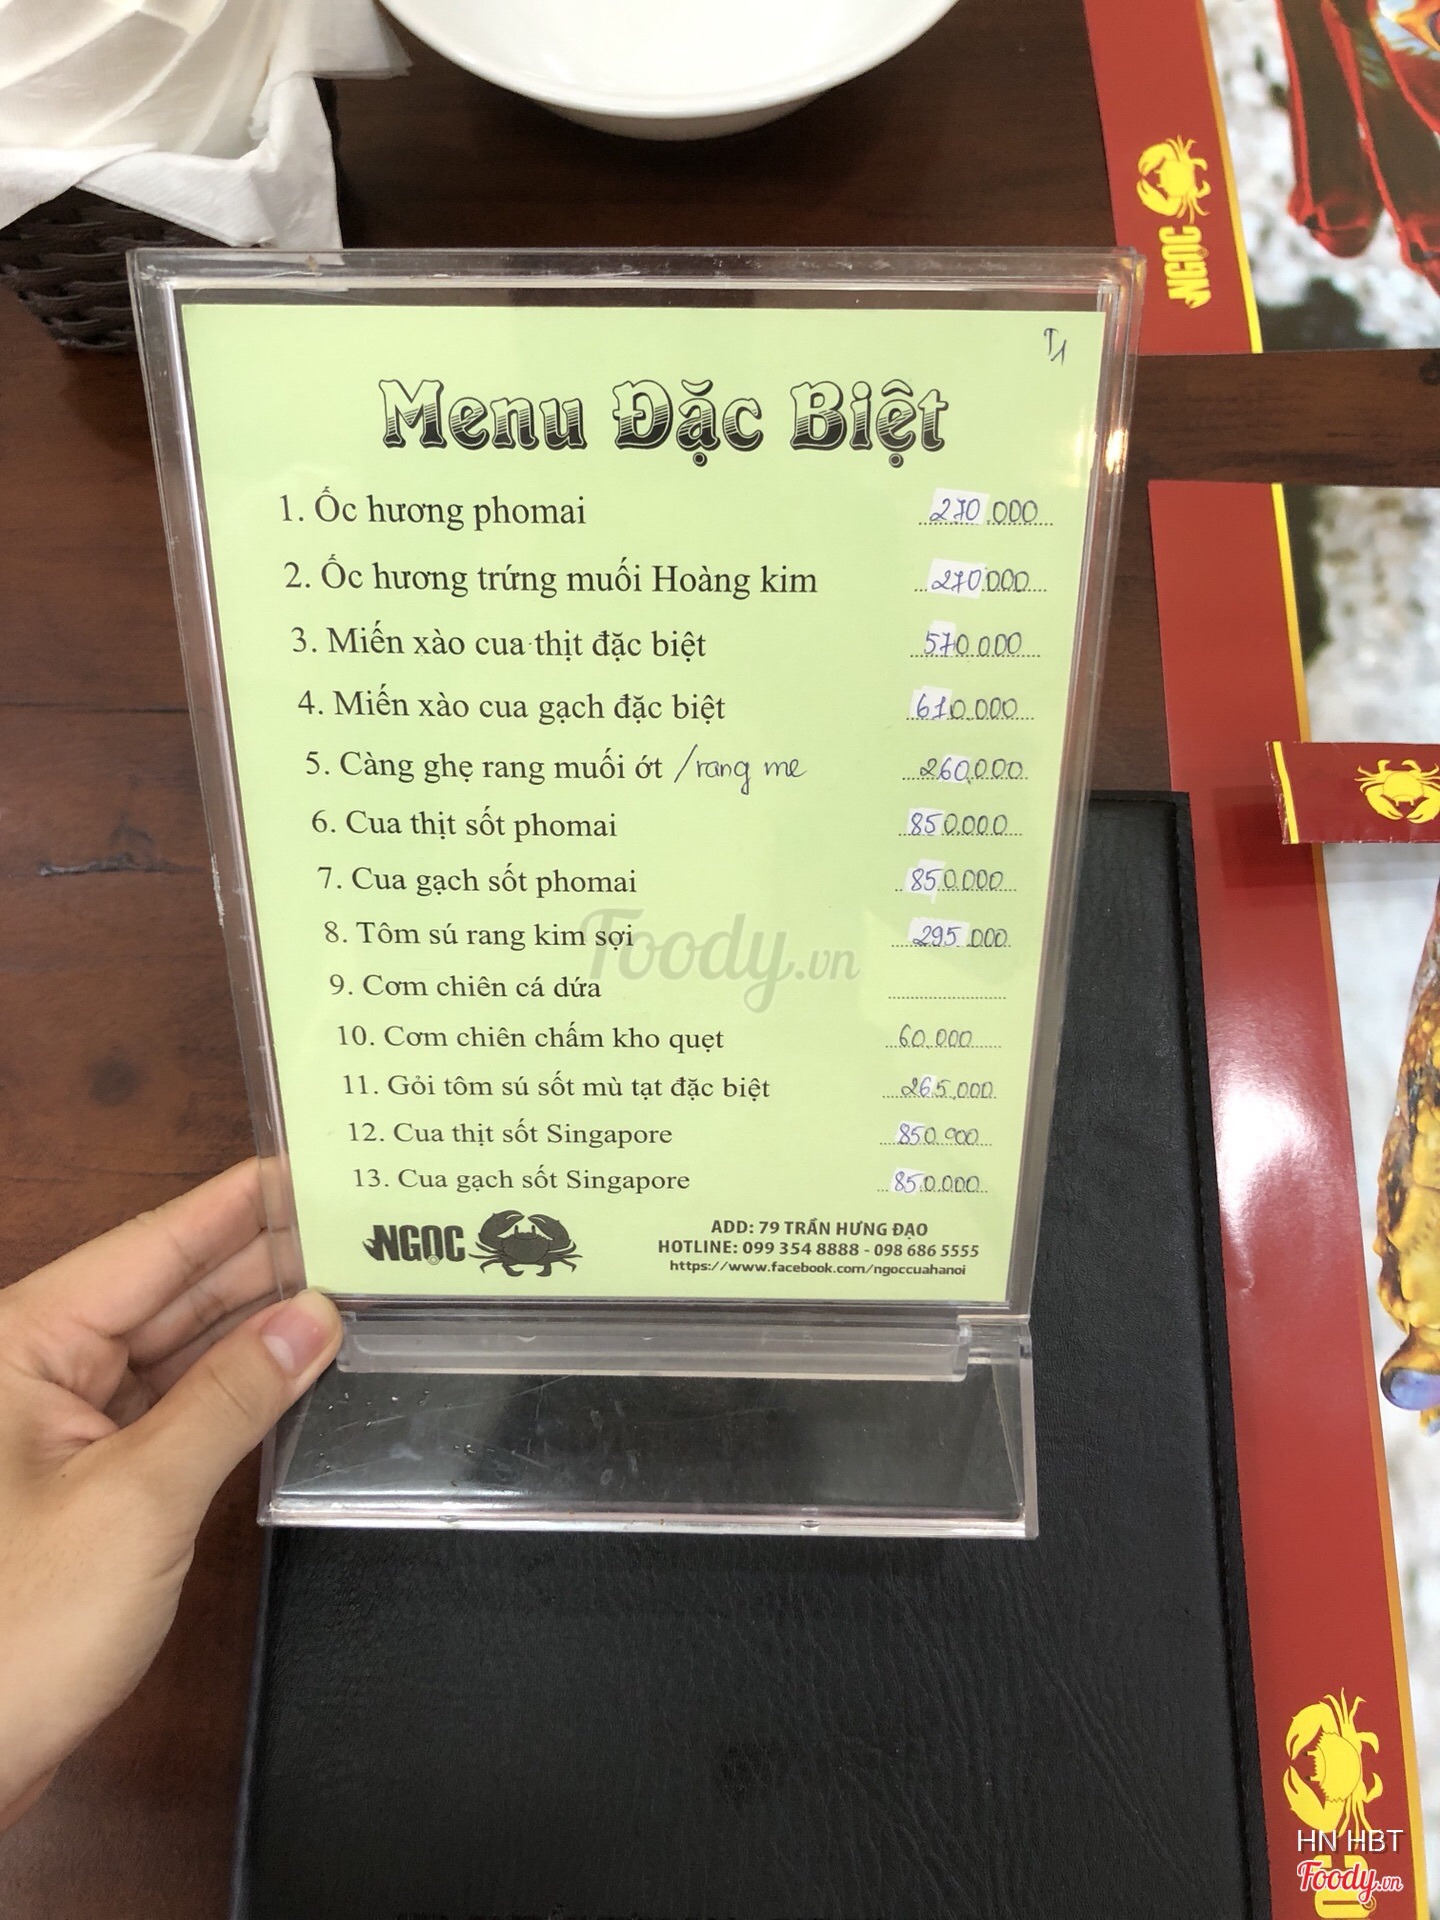 T1
Menu Đặc Biệt
1. Ốc hương phomai 270.000
2. Ốc hương trứng muối Hoàng kim 270.000
3. Miến xào cua thịt đặc biệt 570.000
4. Miến xào cua gạch đặc biệt 610.000
5. Càng ghẹ rang muối ớt /rang me 260.000
6. Cua thịt sốt phomai 850.000
7. Cua gạch sốt phomai 850.000
8. Tôm sú rang kim sợi 295.000
Foody.vn
9. Cơm chiên cá dứa
10. Cơm chiên chấm kho quẹt 60.000
11. Gỏi tôm sú sốt mù tạt đặc biệt 265.000
12. Cua thịt sốt Singapore 850.000
13. Cua gạch sốt Singapore 850.000
NGỌC
ADD: 79 TRẦN HƯNG ĐẠO
HOTLINE: 099 354 8888 - 098 686 5555
https://www.facebook.com/ngoccuahanoi
NGỌC
HN HBT
Foody.vn